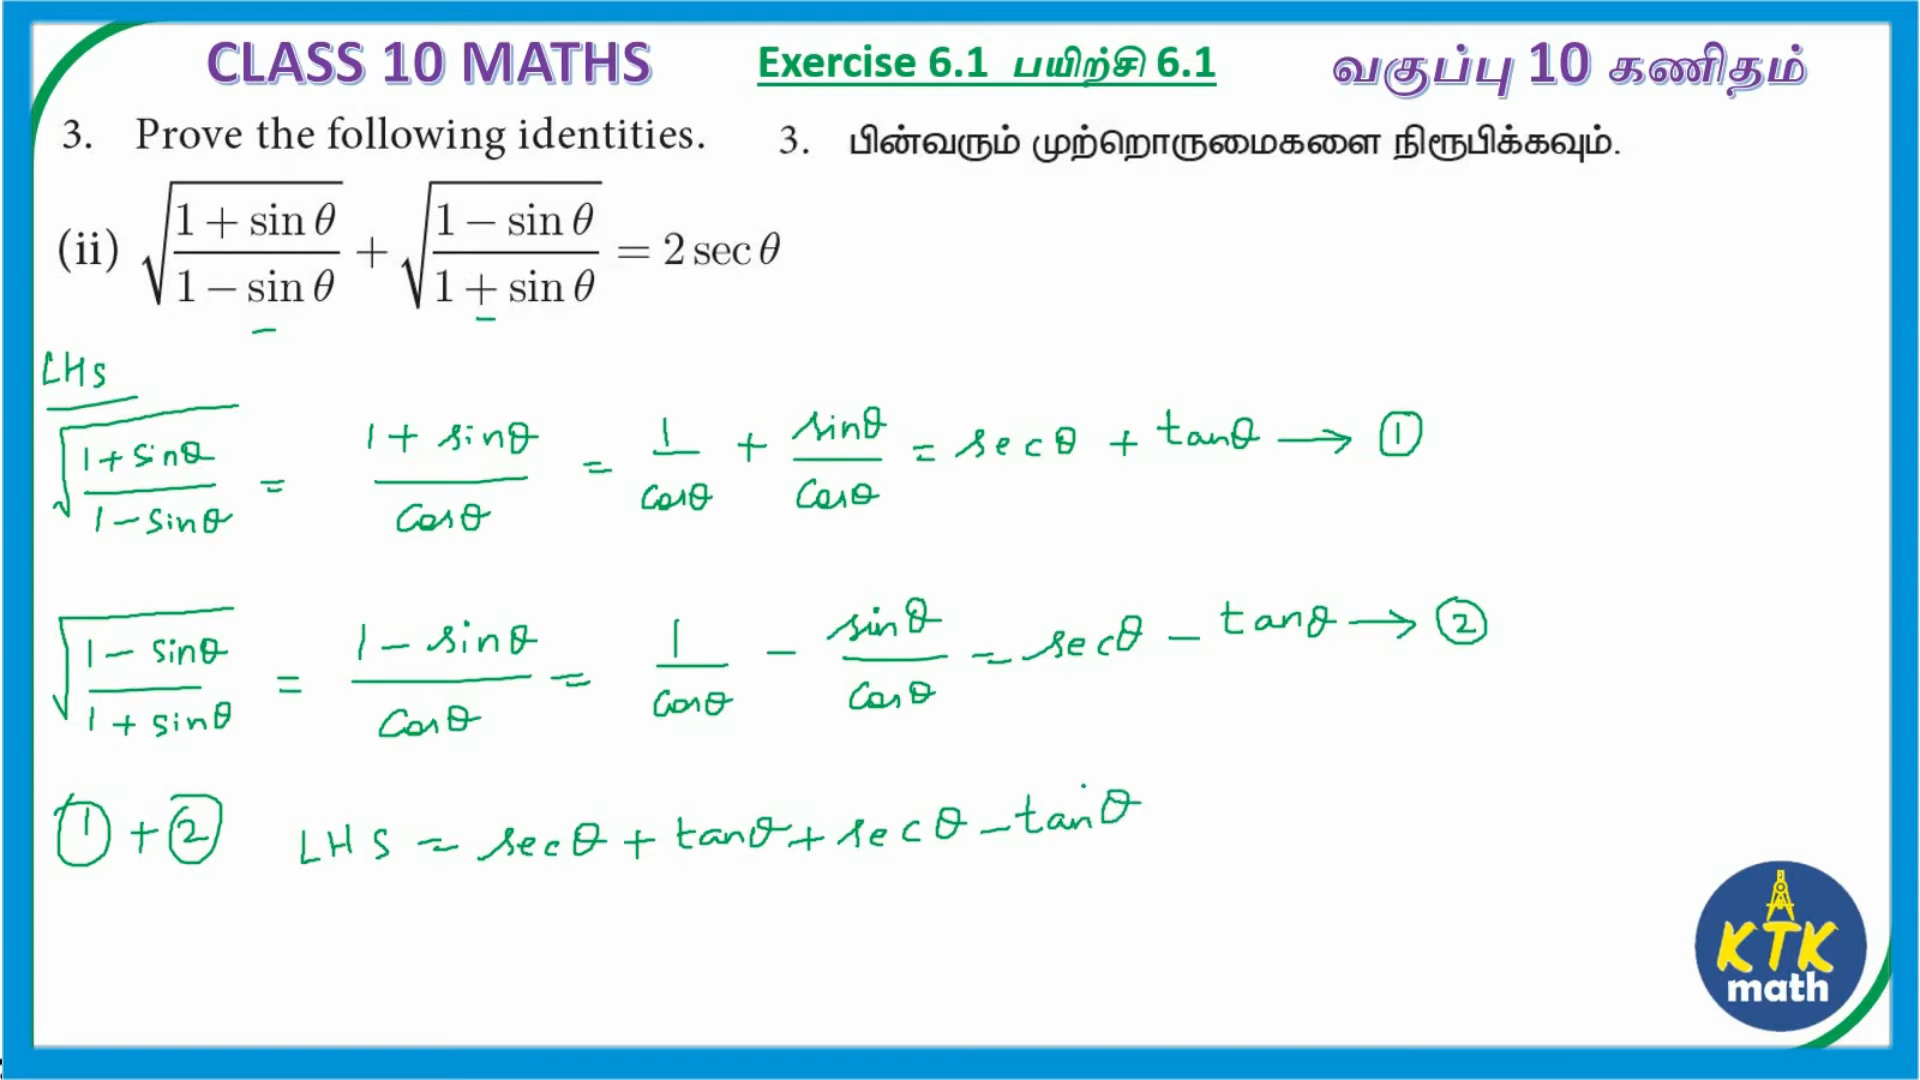 CLASS 10 MATHS Exercise 6.1 பயிற்சி 6.1 வகுப்பு 10 கணிதம்
3. Prove the following identities. 3. பின்வரும் முற்றொருமைகளை நிரூபிக்கவும்.
(ii) √((1 + sin θ)/(1 − sin θ)) + √((1 − sin θ)/(1 + sin θ)) = 2 sec θ
LHS
√((1 + sinθ)/(1 − sinθ)) = (1 + sinθ)/cosθ = 1/cosθ + sinθ/cosθ = secθ + tanθ → ①
√((1 − sinθ)/(1 + sinθ)) = (1 − sinθ)/cosθ = 1/cosθ − sinθ/cosθ = secθ − tanθ → ②
① + ② LHS = secθ + tanθ + secθ − tanθ
KTK
math